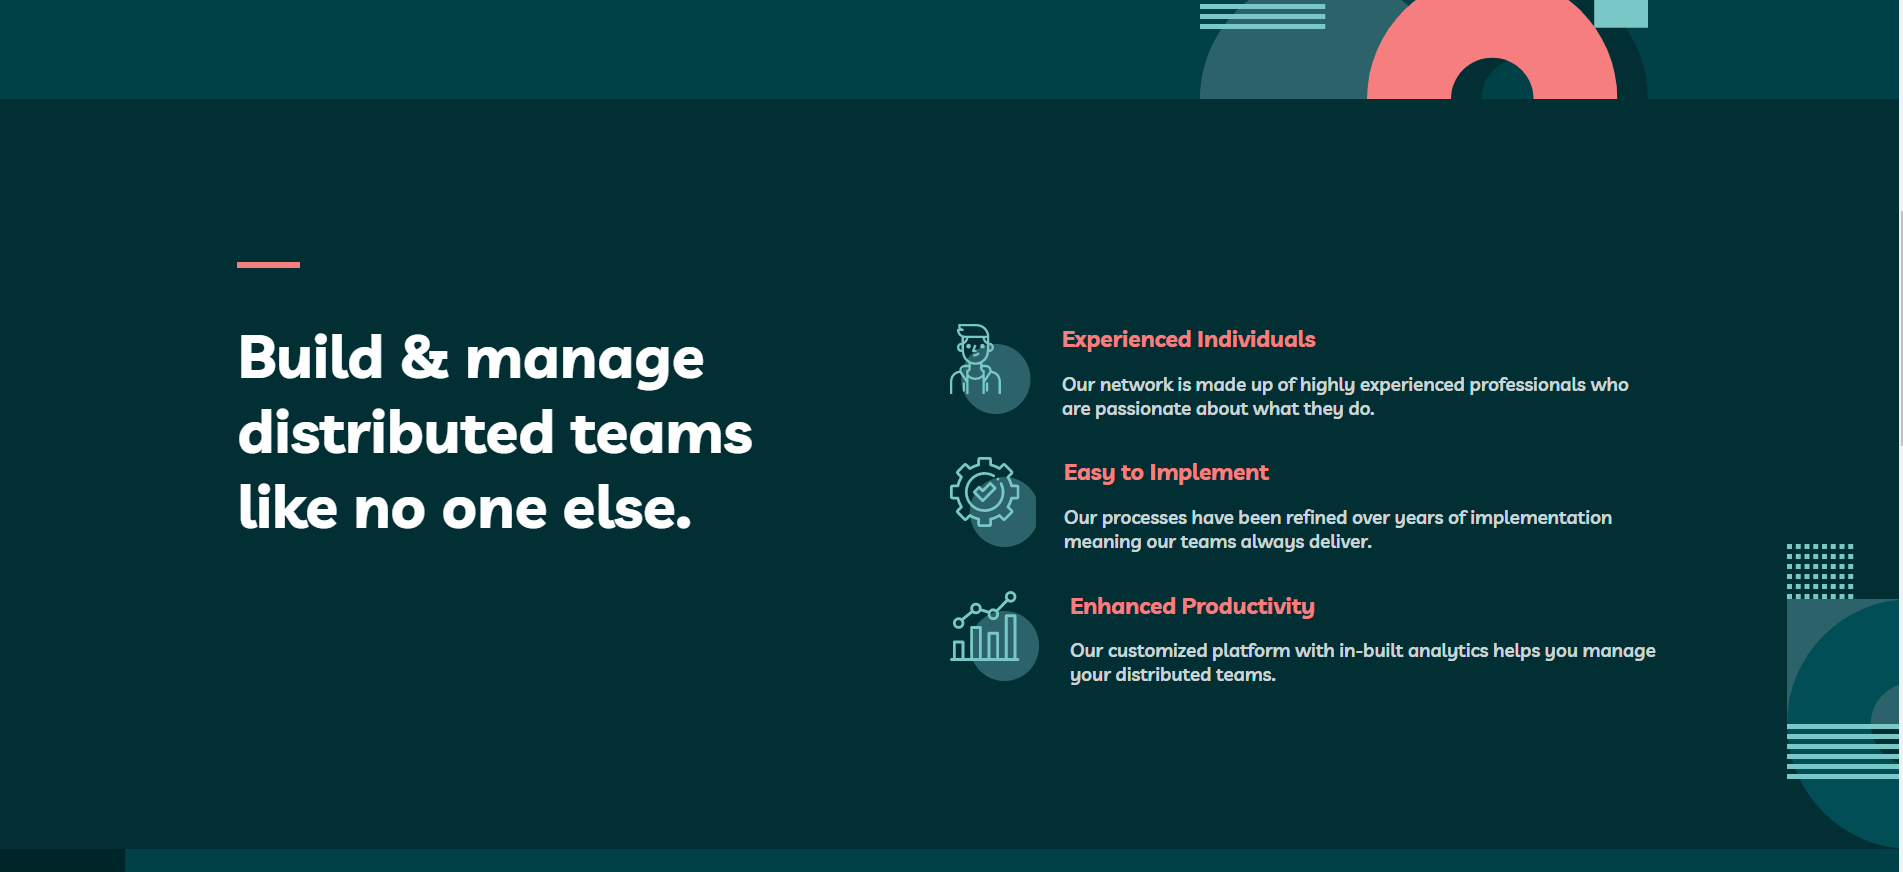 Build & manage
distributed teams
like no one else.
Experienced Individuals
Our network is made up of highly experienced professionals who
are passionate about what they do.
Easy to Implement
Our processes have been refined over years of implementation
meaning our teams always deliver.
Enhanced Productivity
Our customized platform with in-built analytics helps you manage
your distributed teams.